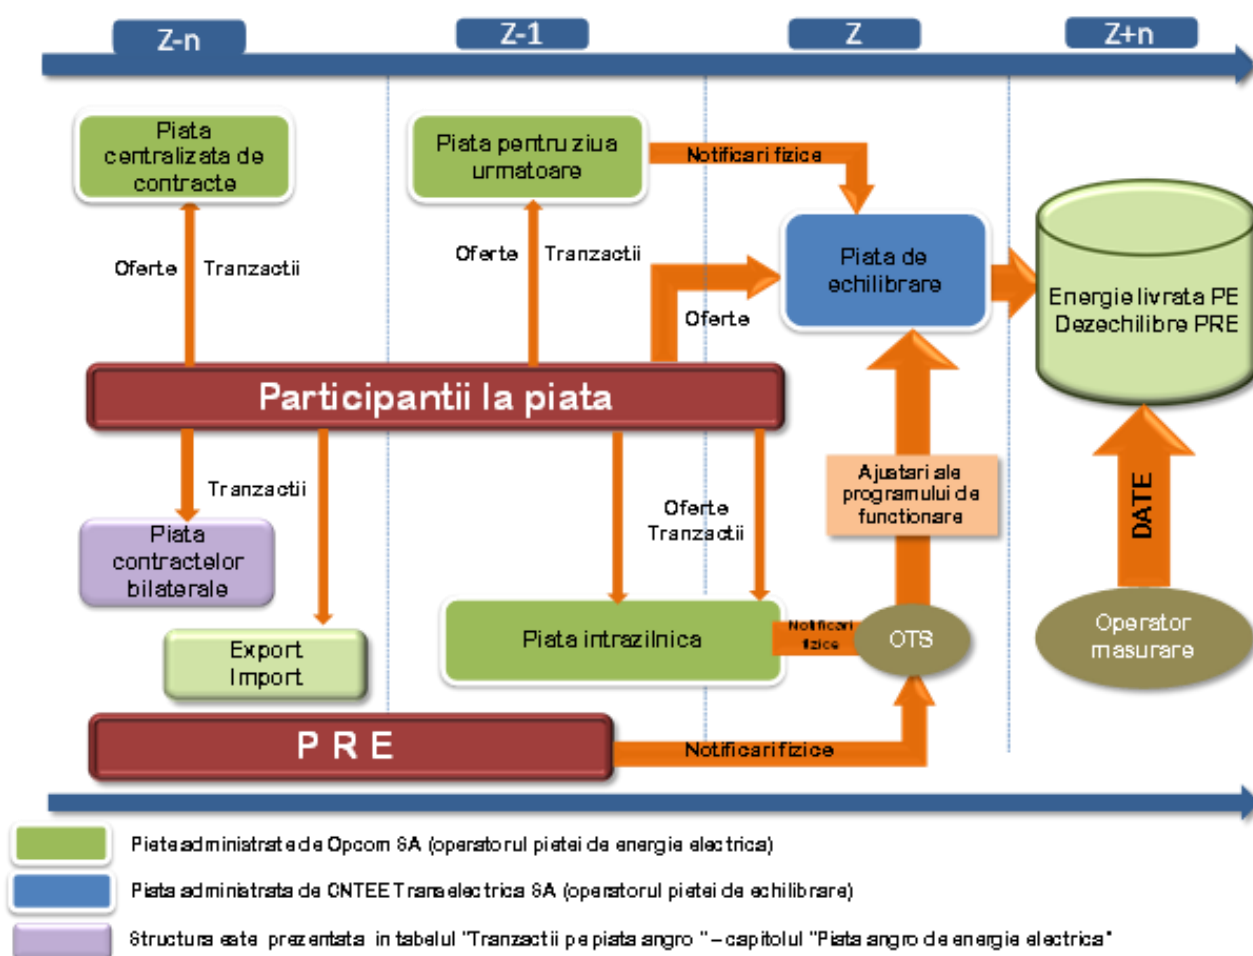 Z-n
Z-1
Z
Z+n
Piata
centralizata de
contracte
Piata pentru ziua
urmatoare
Notificari fizice
Oferte
Tranzactii
Oferte
Tranzactii
Oferte
Piata de
echilibrare
Energie livrata PE
Dezechilibre PRE
Participantii la piata
Tranzactii
Oferte
Tranzactii
Ajustari ale
programului de
functionare
DATE
Piata
contractelor
bilaterale
Export
Import
Piata intrazilnica
Notificari
fizice
OTS
Operator
masurare
P R E
Notificari fizice
Piete administrate de Opcom SA (operatorul pietei de energie electrica)
Piata administrata de CNTEE Transelectrica SA (operatorul pietei de echilibrare)
Structura este prezentata in tabelul "Tranzactii pe piata angro " – capitolul "Piata angro de energie electrica"